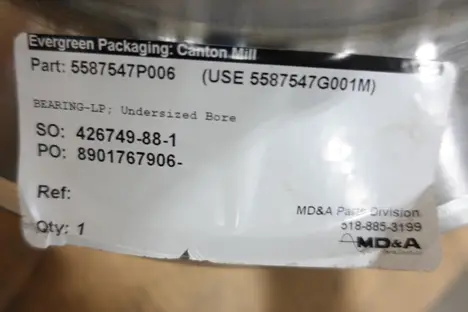 Evergreen Packaging: Canton Mill
Part: 5587547P006 (USE 5587547G001M)
BEARING-LP; Undersized Bore
SO: 426749-88-1
PO: 8901767906-
Ref:
Qty: 1
MD&A Parts Division
518-885-3199
MD&A